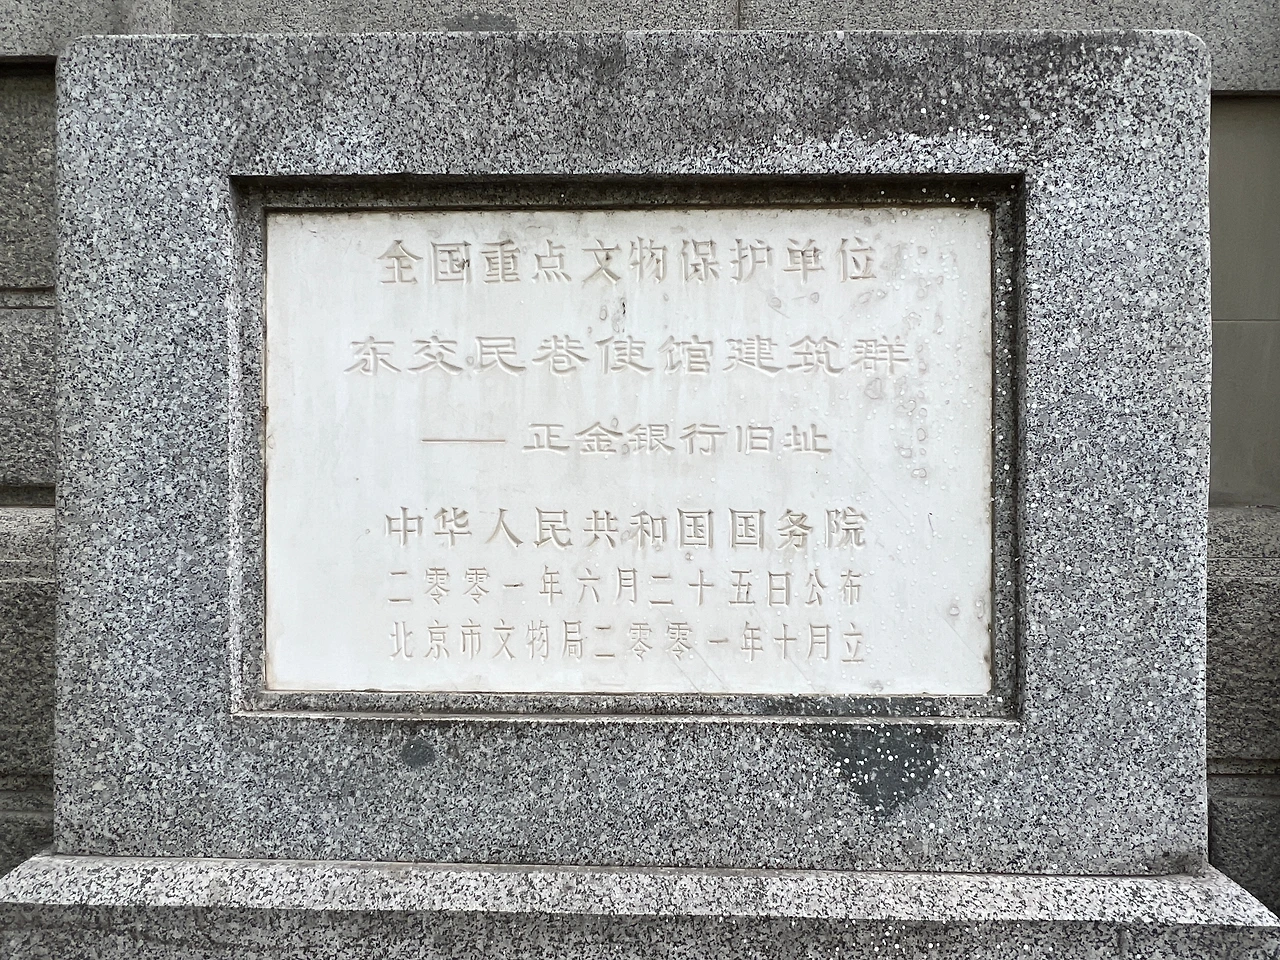 全国重点文物保护单位
东交民巷使馆建筑群
——正金银行旧址
中华人民共和国国务院
二零零一年六月二十五日公布
北京市文物局二零零一年十月立